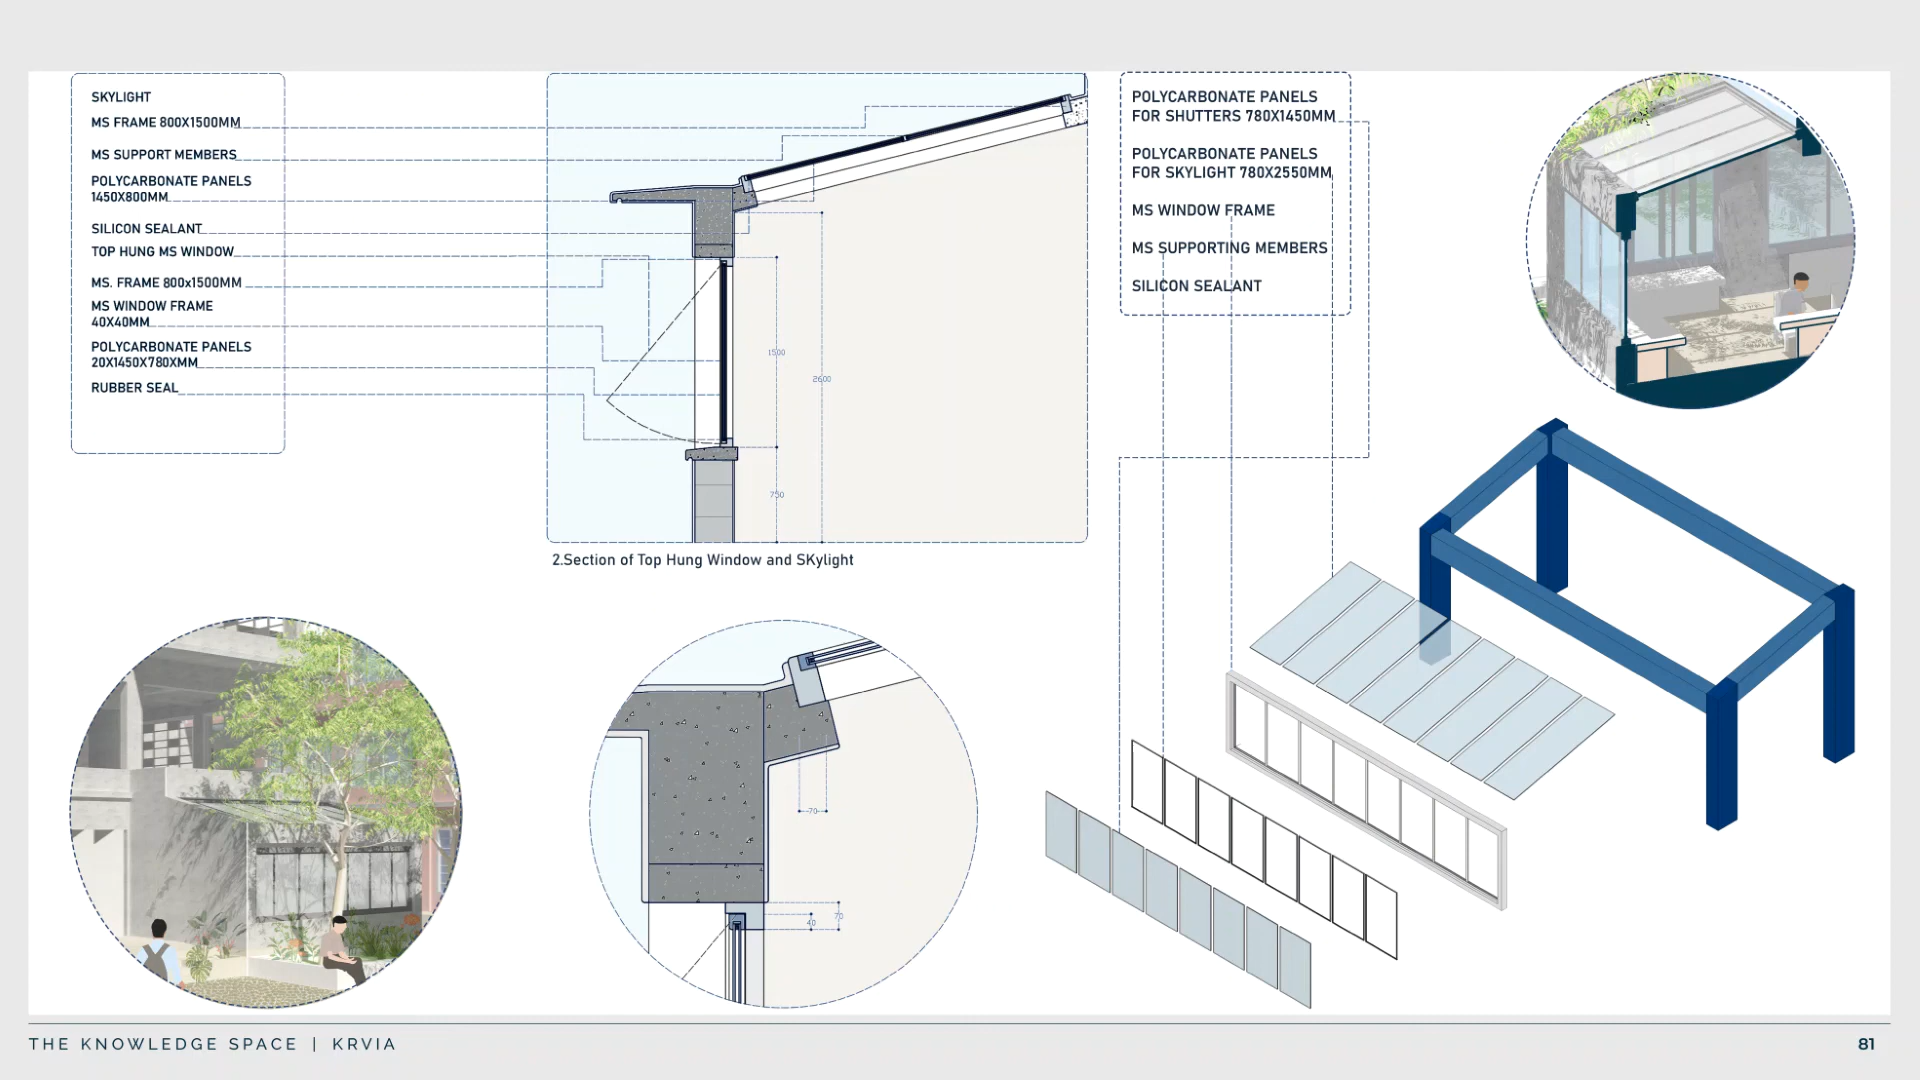 SKYLIGHT
MS FRAME 800X1500MM
MS SUPPORT MEMBERS
POLYCARBONATE PANELS
1450X800MM
SILICON SEALANT
TOP HUNG MS WINDOW
MS. FRAME 800x1500MM
MS WINDOW FRAME
40X40MM
POLYCARBONATE PANELS
20X1450X780XMM
RUBBER SEAL
1500
2600
750
2.Section of Top Hung Window and SKylight
POLYCARBONATE PANELS
FOR SHUTTERS 780X1450MM
POLYCARBONATE PANELS
FOR SKYLIGHT 780X2550MM
MS WINDOW FRAME
MS SUPPORTING MEMBERS
SILICON SEALANT
70
40
70
THE KNOWLEDGE SPACE | KRVIA
81